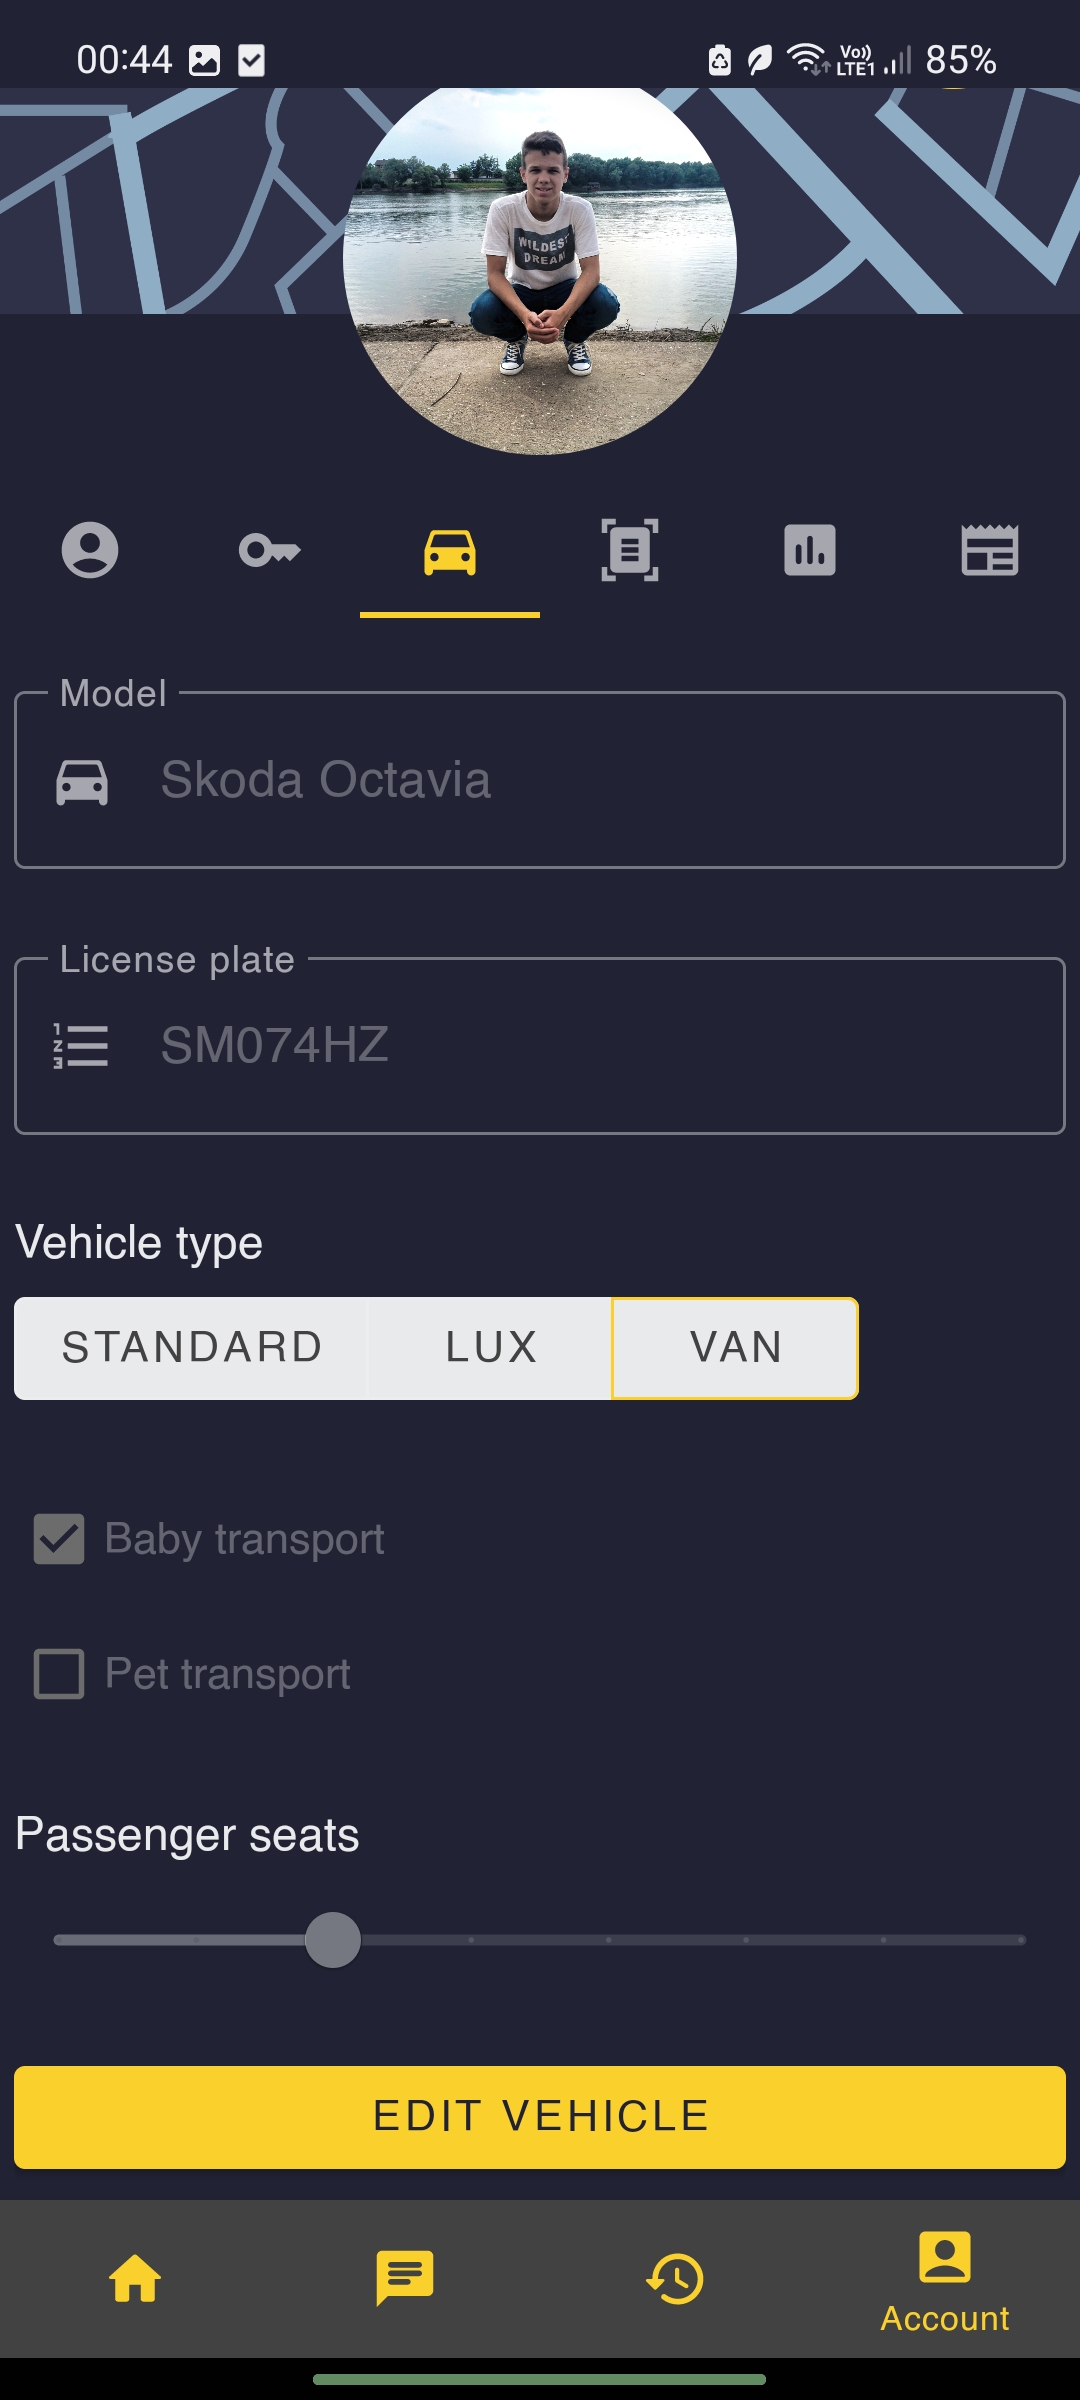 00:44
Vo)) LTE1 85%
WILDEST
DREAM
Model
Skoda Octavia
License plate
SM074HZ
Vehicle type
STANDARD LUX VAN
Baby transport
Pet transport
Passenger seats
EDIT VEHICLE
Account